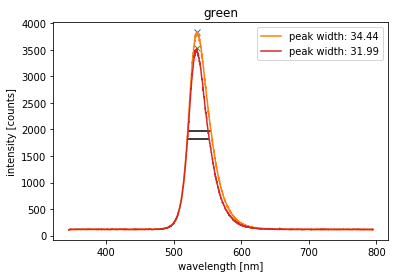 green
peak width: 34.44
peak width: 31.99
intensity [counts]
4000
3500
3000
2500
2000
1500
1000
500
0
400 500 600 700 800
wavelength [nm]